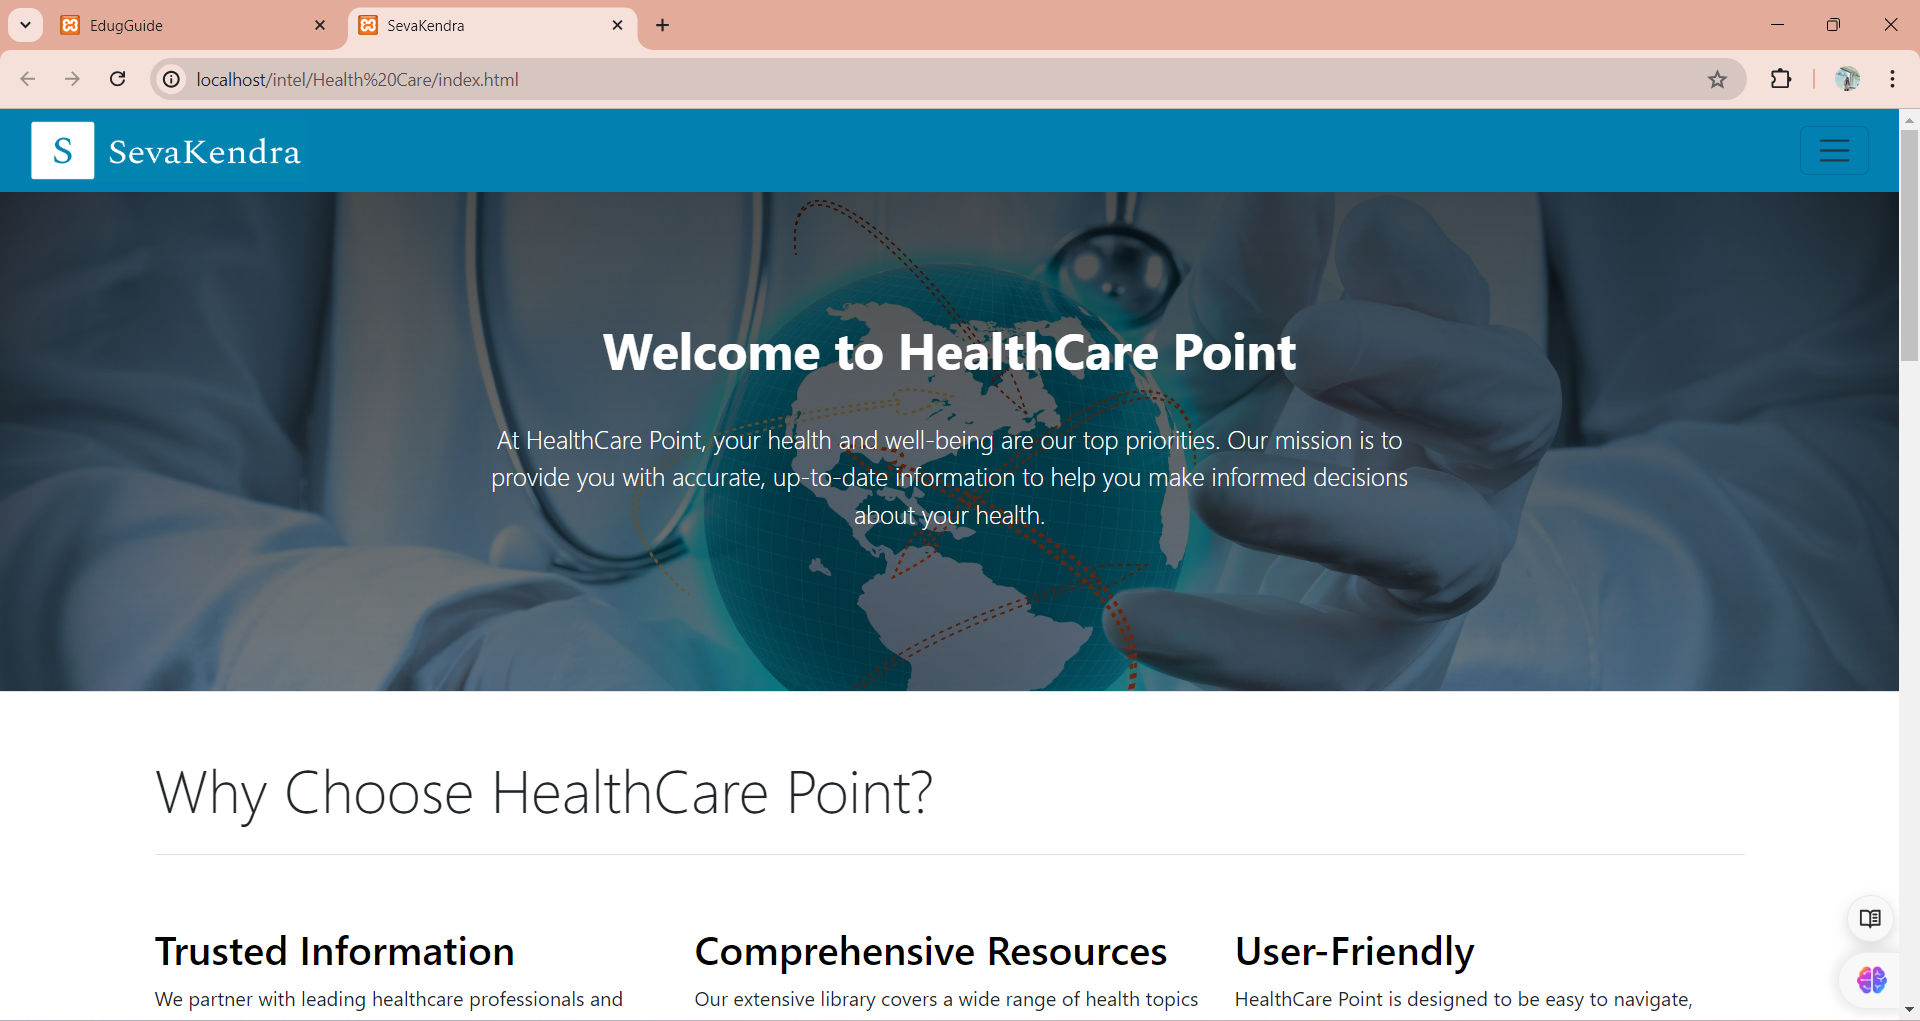 EdugGuide
SevaKendra
localhost/intel/Health%20Care/index.html
S SevaKendra
Welcome to HealthCare Point
At HealthCare Point, your health and well-being are our top priorities. Our mission is to
provide you with accurate, up-to-date information to help you make informed decisions
about your health.
Why Choose HealthCare Point?
Trusted Information
We partner with leading healthcare professionals and
Comprehensive Resources
Our extensive library covers a wide range of health topics
User-Friendly
HealthCare Point is designed to be easy to navigate,